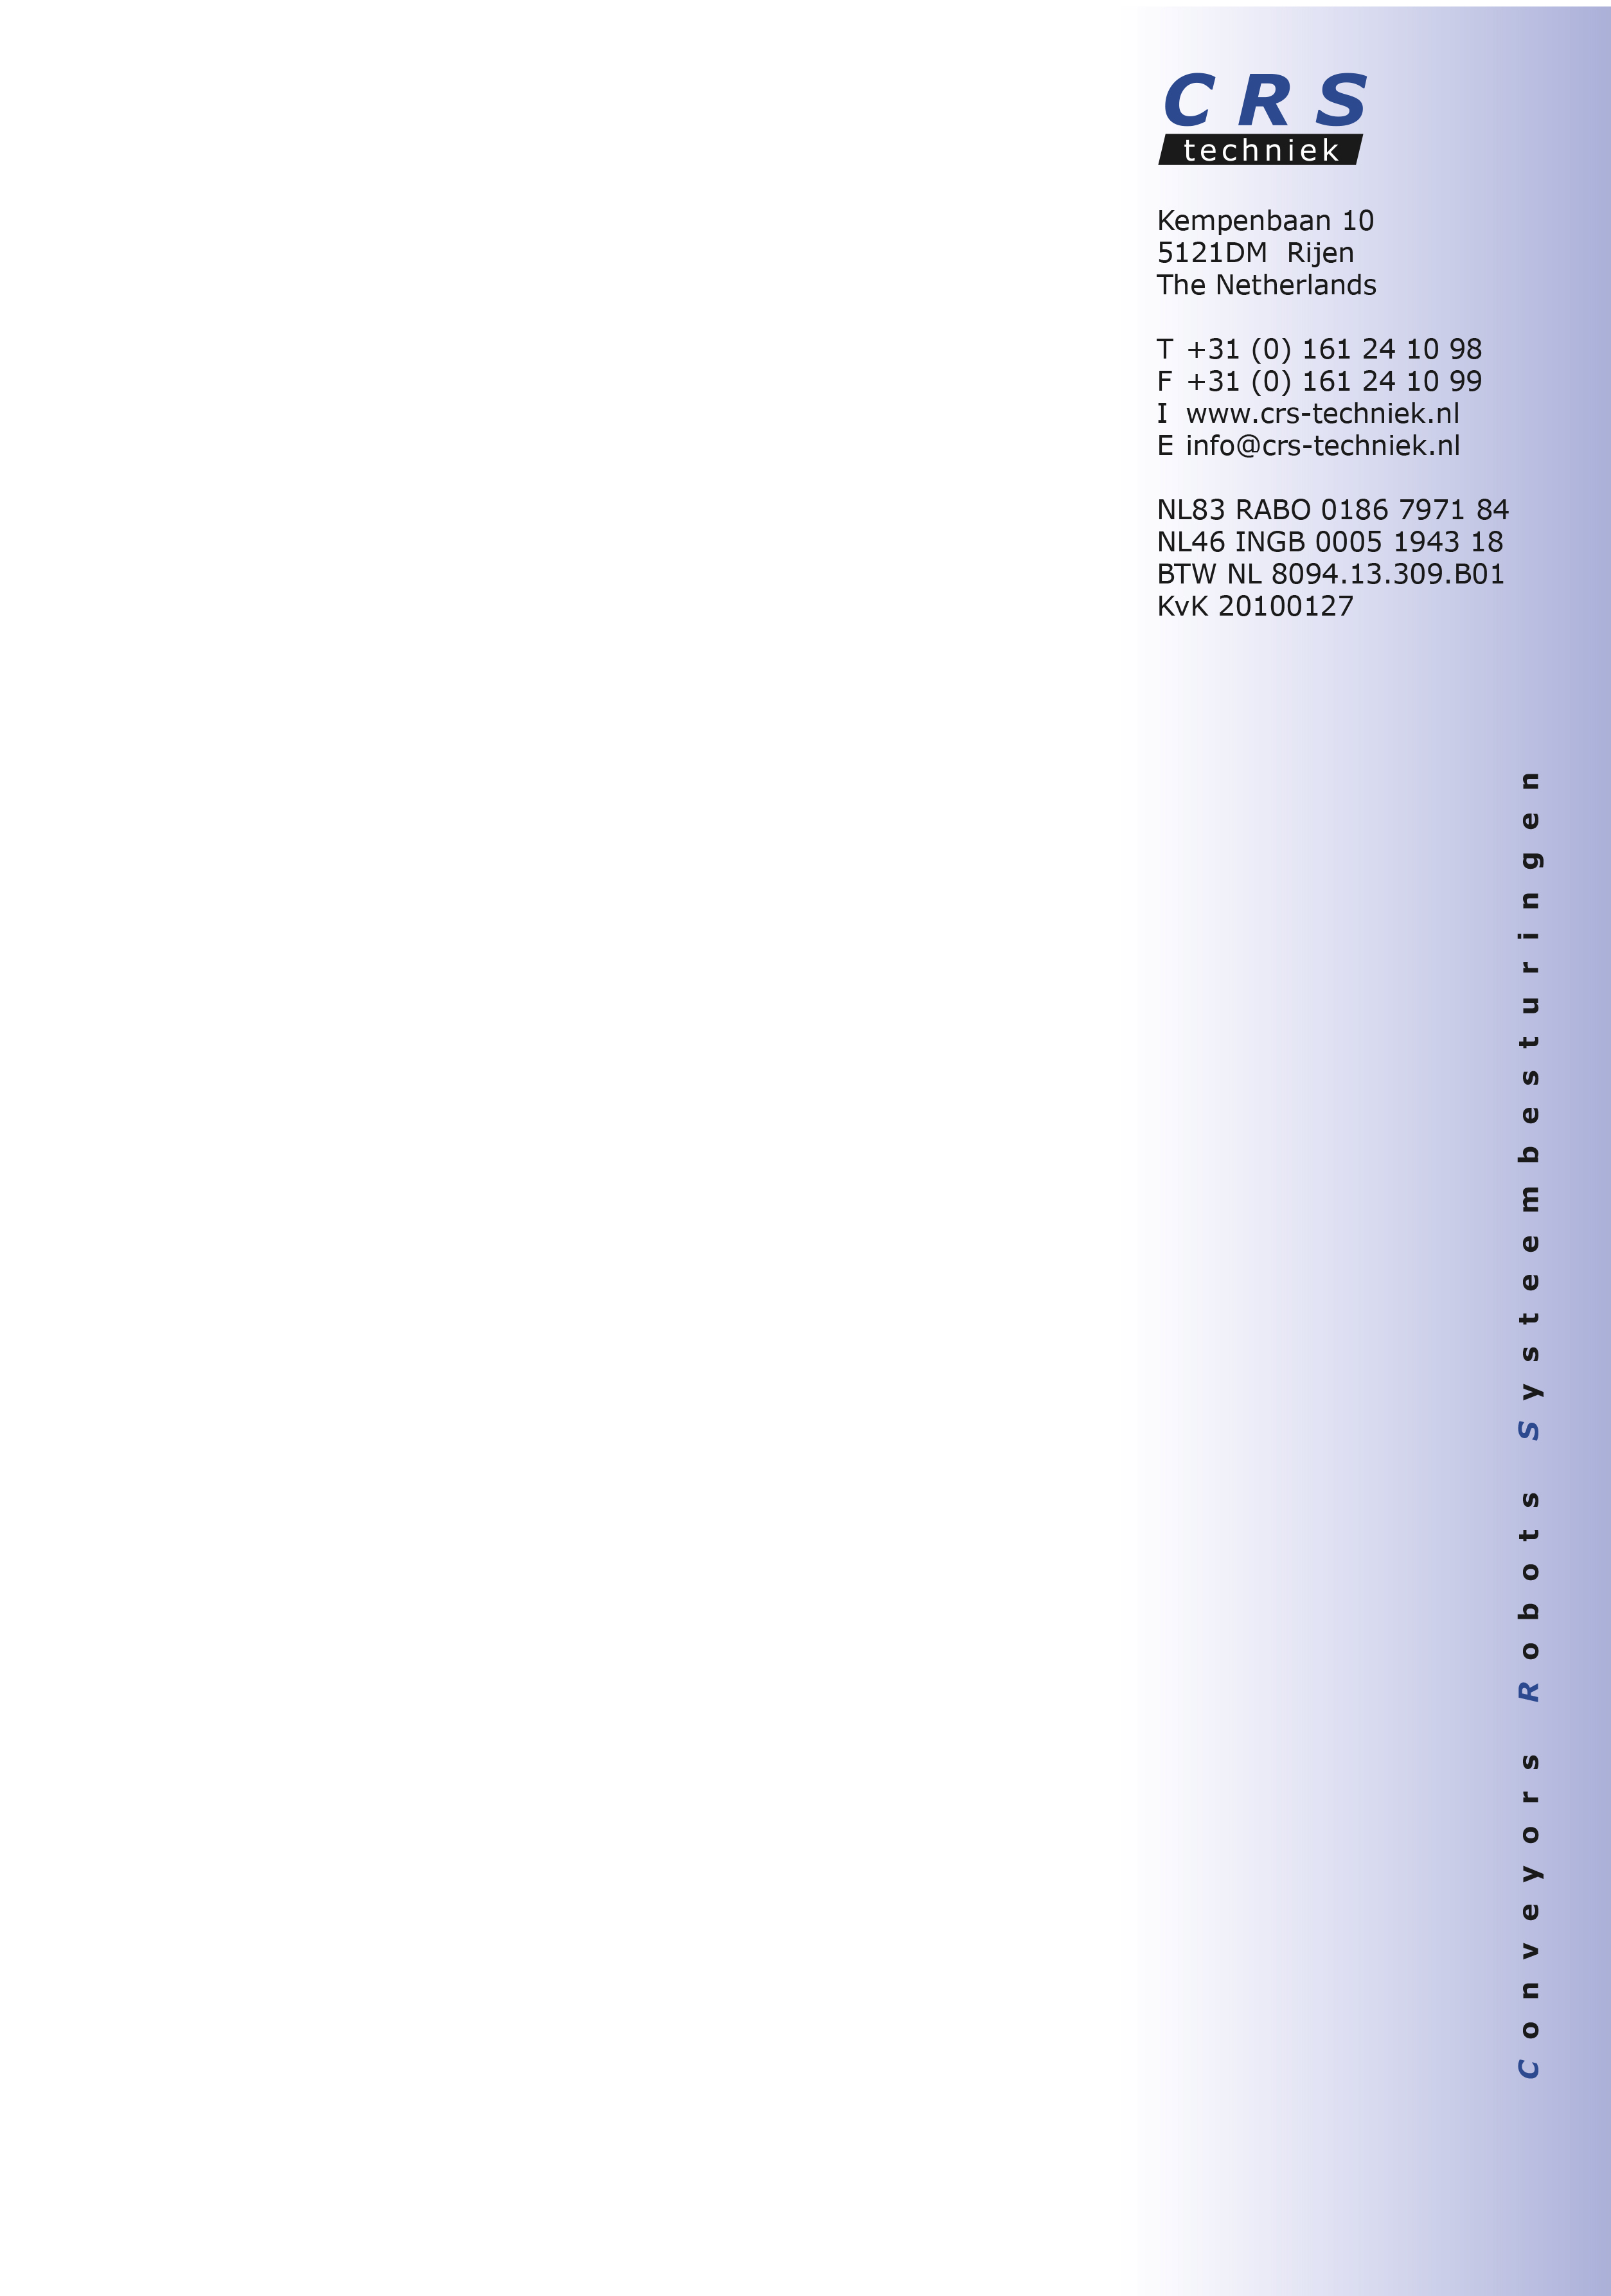 C R S
techniek
Kempenbaan 10
5121DM  Rijen
The Netherlands
T +31 (0) 161 24 10 98
F +31 (0) 161 24 10 99
I www.crs-techniek.nl
E info@crs-techniek.nl
NL83 RABO 0186 7971 84
NL46 INGB 0005 1943 18
BTW NL 8094.13.309.B01
KvK 20100127
Conveyors Robots Systeembesturingen